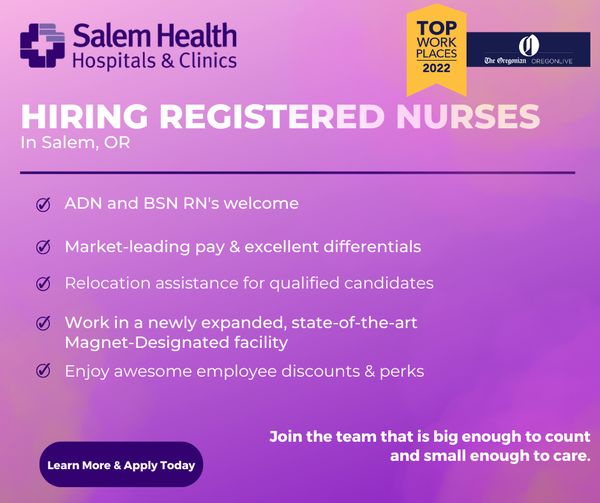 Salem Health
Hospitals & Clinics
TOP
WORK
PLACES
2022
O
The Oregonian OREGONLIVE
HIRING REGISTERED NURSES
In Salem, OR
ADN and BSN RN's welcome
Market-leading pay & excellent differentials
Relocation assistance for qualified candidates
Work in a newly expanded, state-of-the-art
Magnet-Designated facility
Enjoy awesome employee discounts & perks
Join the team that is big enough to count
and small enough to care.
Learn More & Apply Today